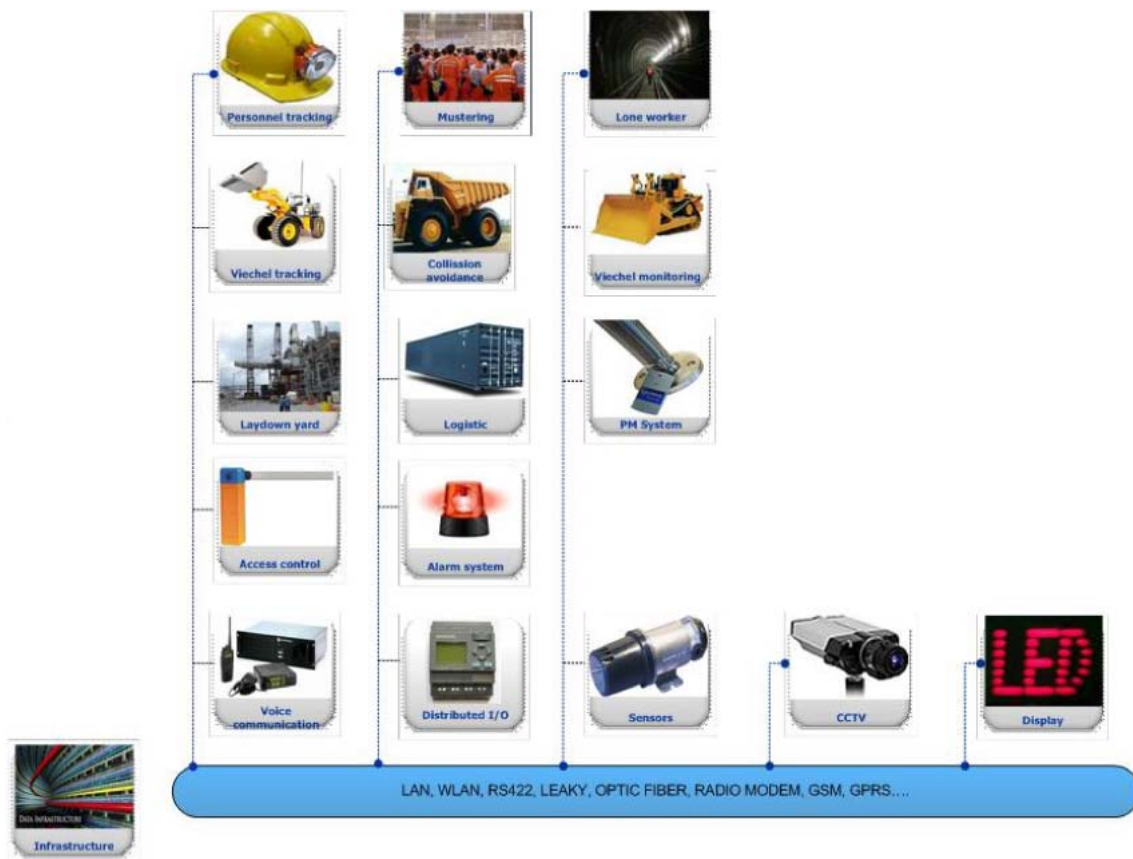 Personnel tracking
Mustering
Lone worker
Viechel tracking
Collission
avoidance
Viechel monitoring
Laydown yard
Logistic
PM System
Access control
Alarm system
Voice
communication
Distributed I/O
Sensors
CCTV
LED
Display
LAN, WLAN, RS422, LEAKY, OPTIC FIBER, RADIO MODEM, GSM, GPRS....
DATA INFRASTRUCTURE
Infrastructure